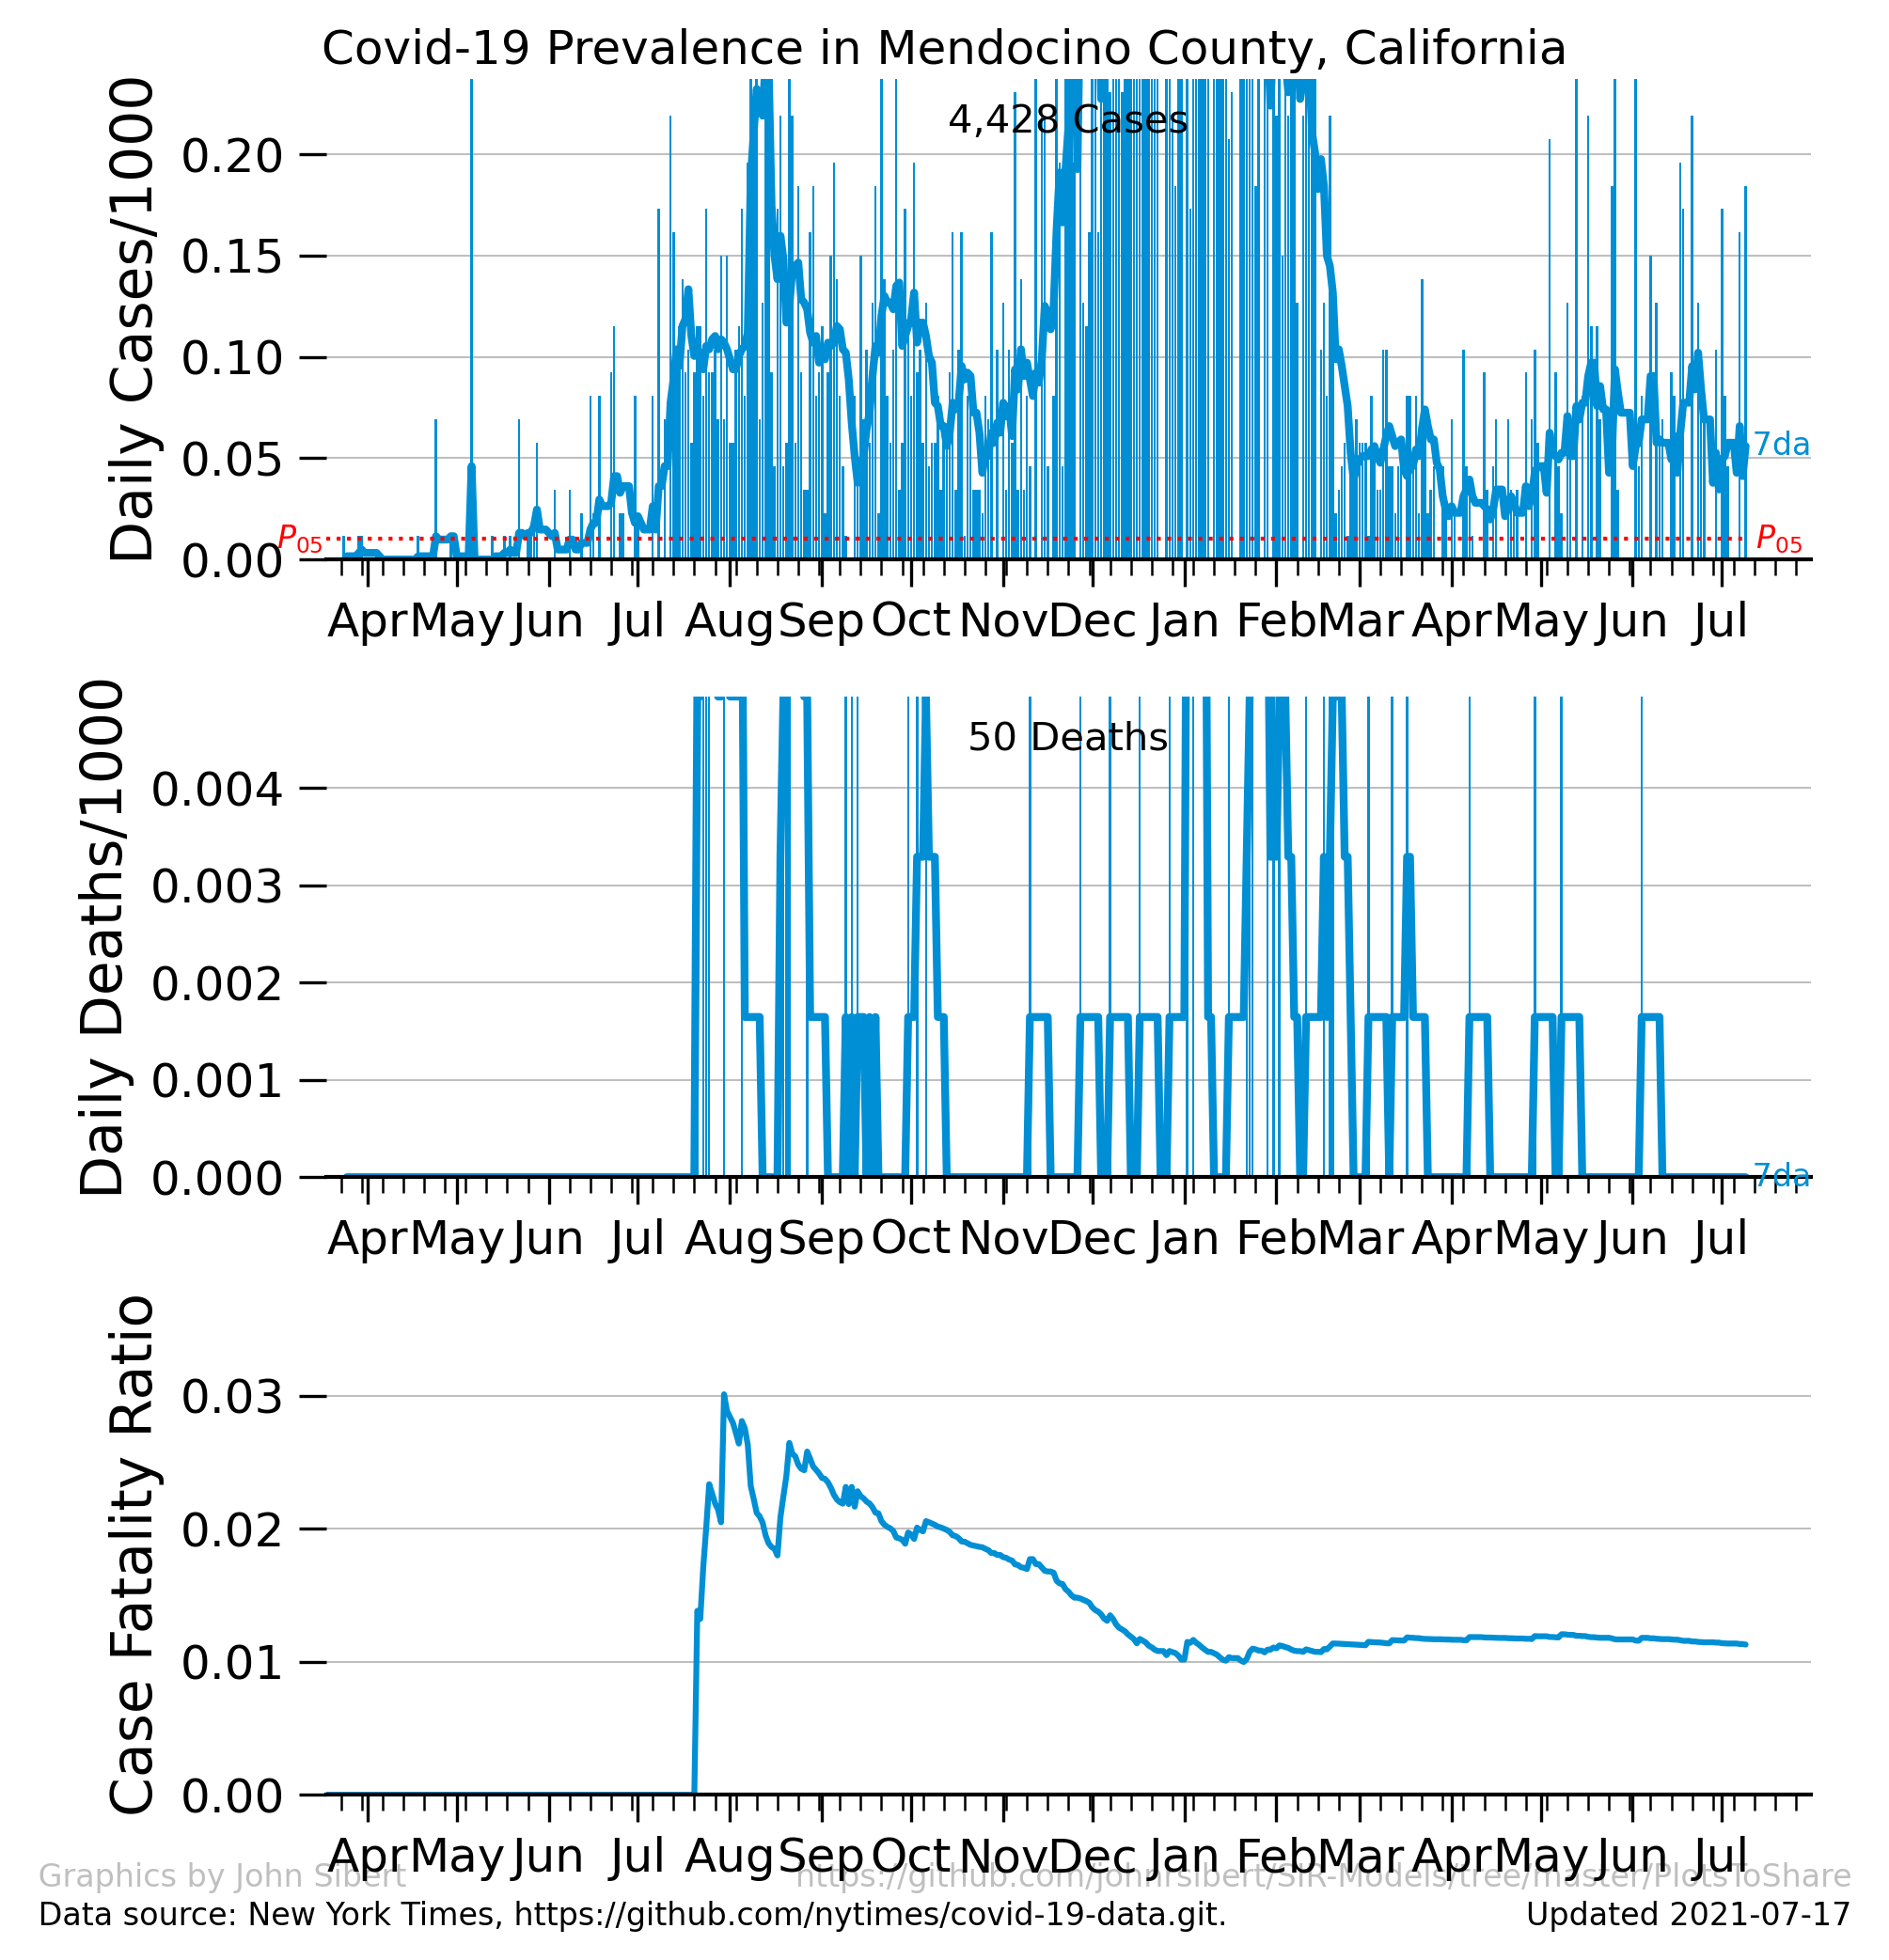 Covid-19 Prevalence in Mendocino County, California
Daily Cases/1000
4,428 Cases
0.20
0.15
0.10
0.05
0.00
7da
P05
P05
Apr May Jun Jul Aug Sep Oct Nov Dec Jan Feb Mar Apr May Jun Jul
Daily Deaths/1000
50 Deaths
0.004
0.003
0.002
0.001
0.000
7da
Apr May Jun Jul Aug Sep Oct Nov Dec Jan Feb Mar Apr May Jun Jul
Case Fatality Ratio
0.03
0.02
0.01
0.00
Apr May Jun Jul Aug Sep Oct Nov Dec Jan Feb Mar Apr May Jun Jul
Graphics by John Sibert https://github.com/johnrsibert/SIR-Models/tree/master/PlotsToShare
Data source: New York Times, https://github.com/nytimes/covid-19-data.git. Updated 2021-07-17